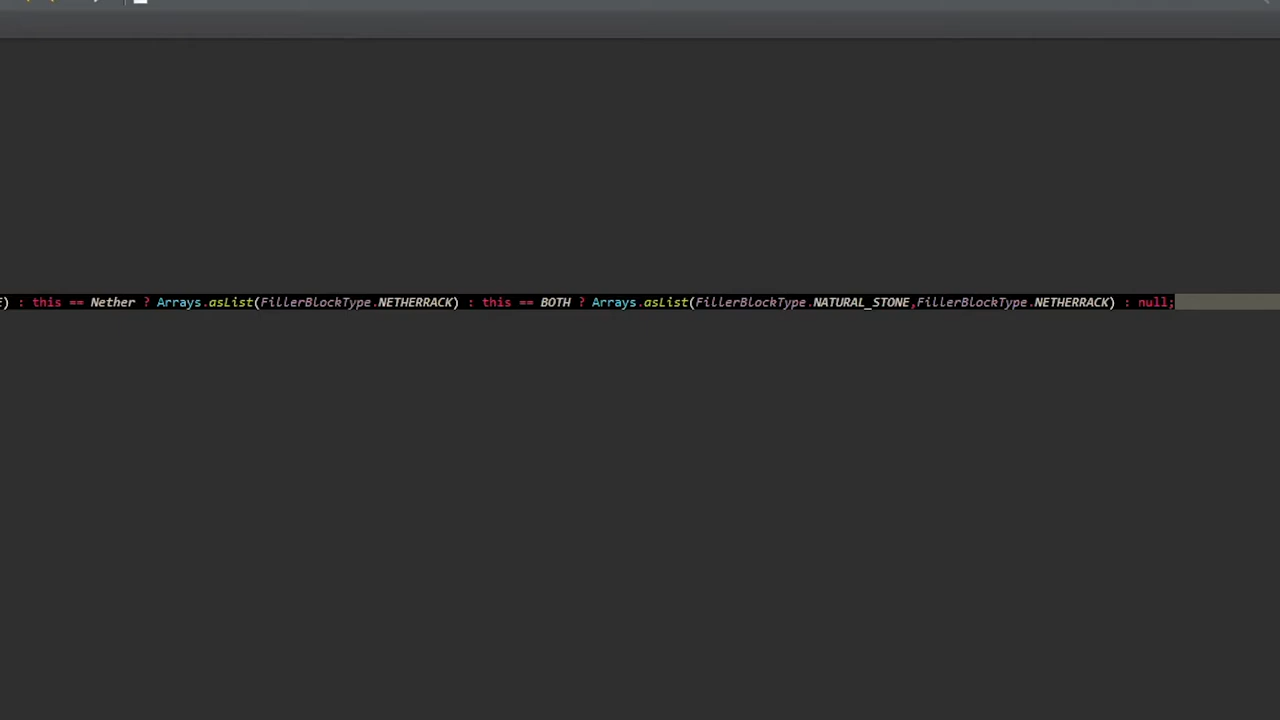 ) : this == Nether ? Arrays.asList(FillerBlockType.NETHERRACK) : this == BOTH ? Arrays.asList(FillerBlockType.NATURAL_STONE,FillerBlockType.NETHERRACK) : null;